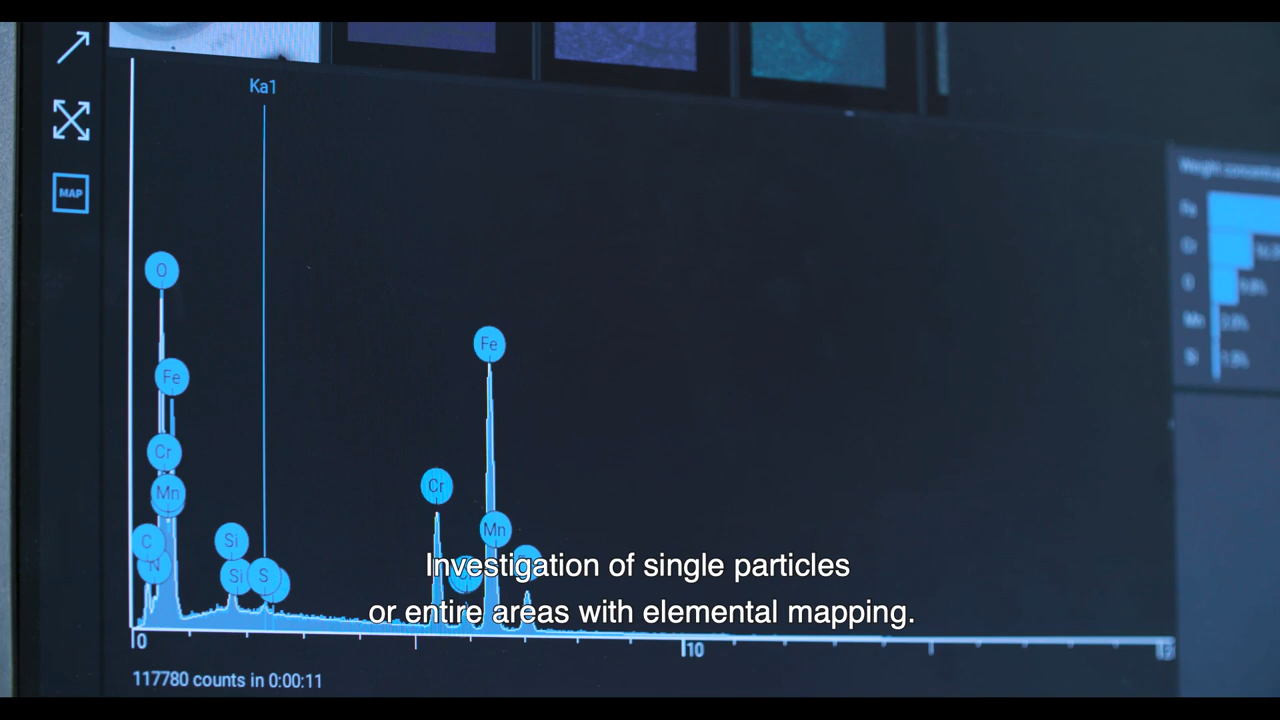 Ka1
MAP
Weight
O
Fe
Fe
Cr
Cr
Mn
Mn
C
Si
N
Si
S
Investigation of single particles
or entire areas with elemental mapping.
0
10
117780 counts in 0:00:11